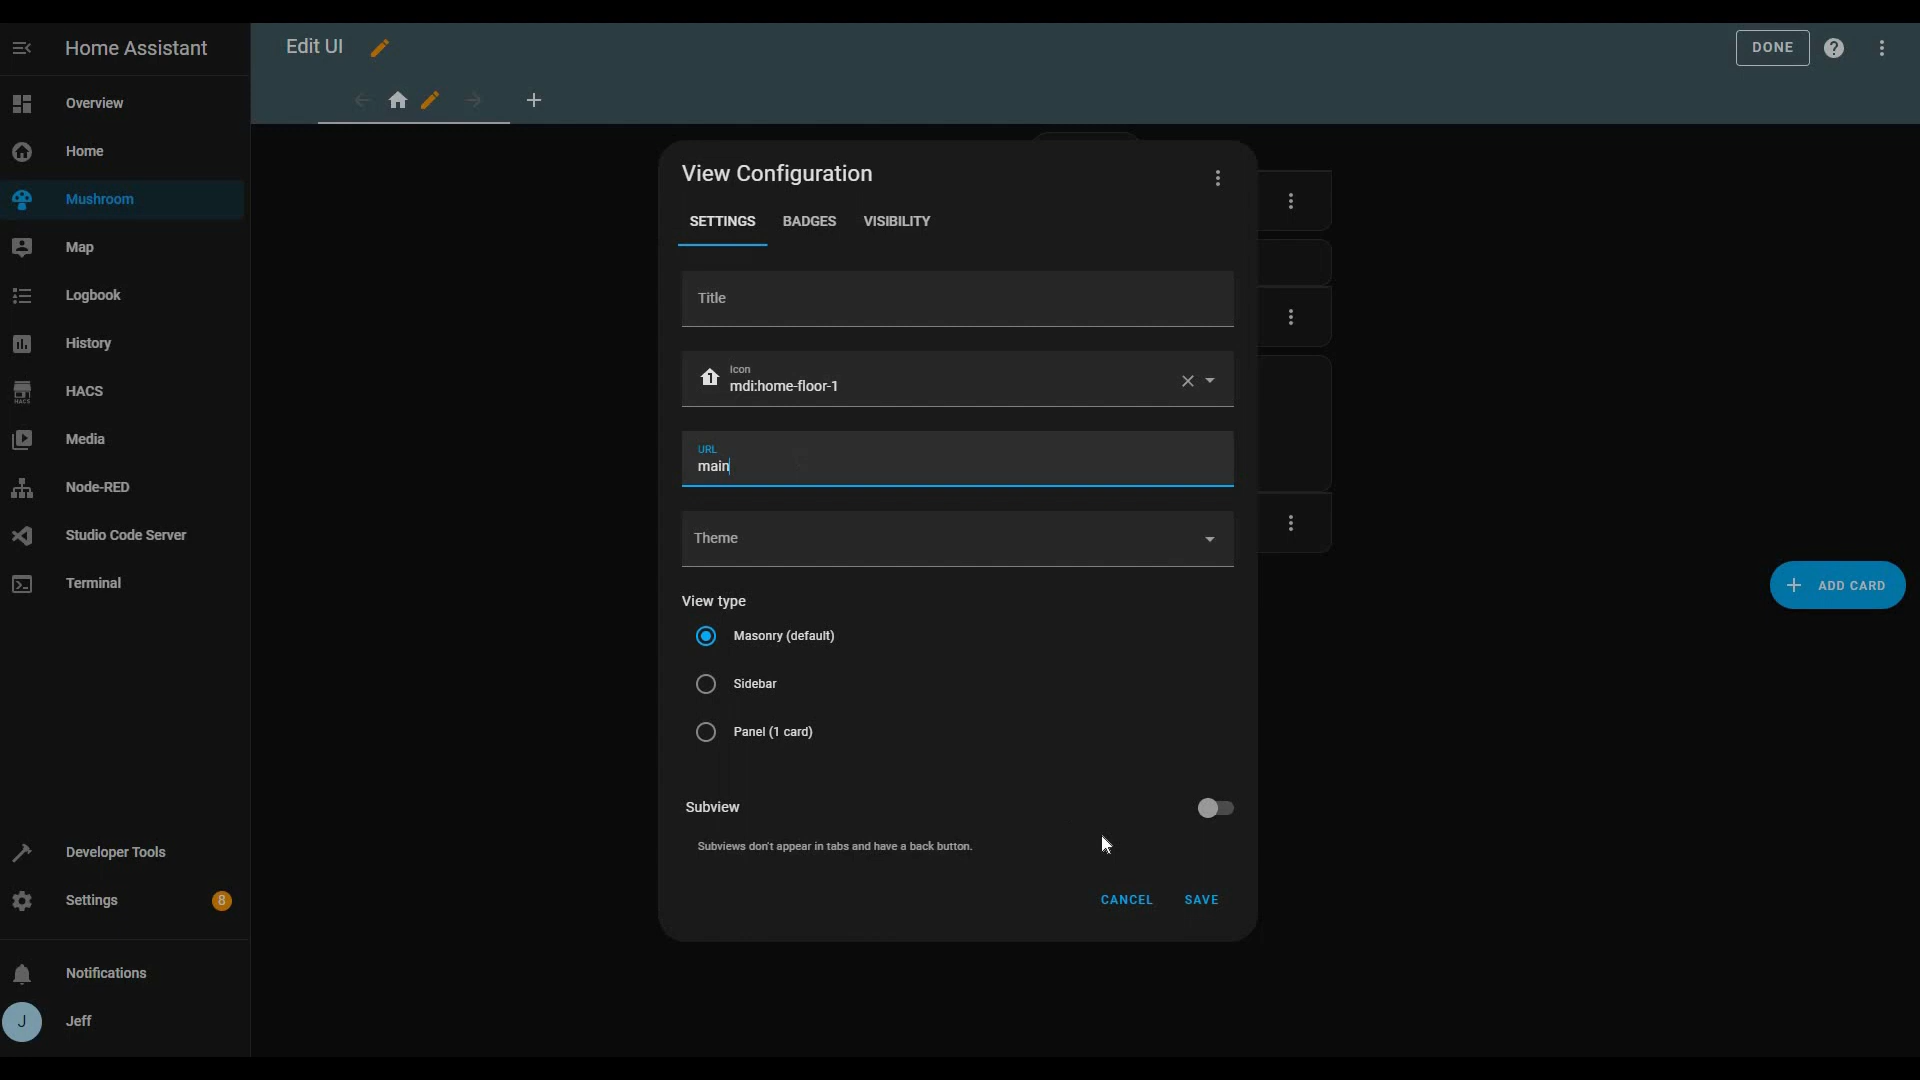 Home Assistant
Edit UI
DONE
Overview
Home
Mushroom
Map
Logbook
History
HACS
Media
Node-RED
Studio Code Server
Terminal
Developer Tools
Settings
8
Notifications
J
Jeff
View Configuration
SETTINGS
BADGES
VISIBILITY
Title
Icon
mdi:home-floor-1
URL
main
Theme
View type
Masonry (default)
Sidebar
Panel (1 card)
Subview
Subviews don't appear in tabs and have a back button.
CANCEL
SAVE
ADD CARD